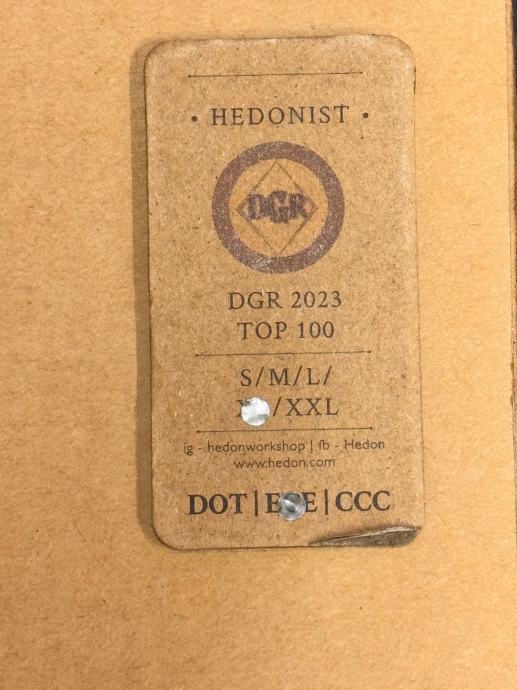 • HEDONIST •
DGR
DGR 2023
TOP 100
S/M/L/
/XXL
ig - hedonworkshop | fb - Hedon
www.hedon.com
DOT | | CCC